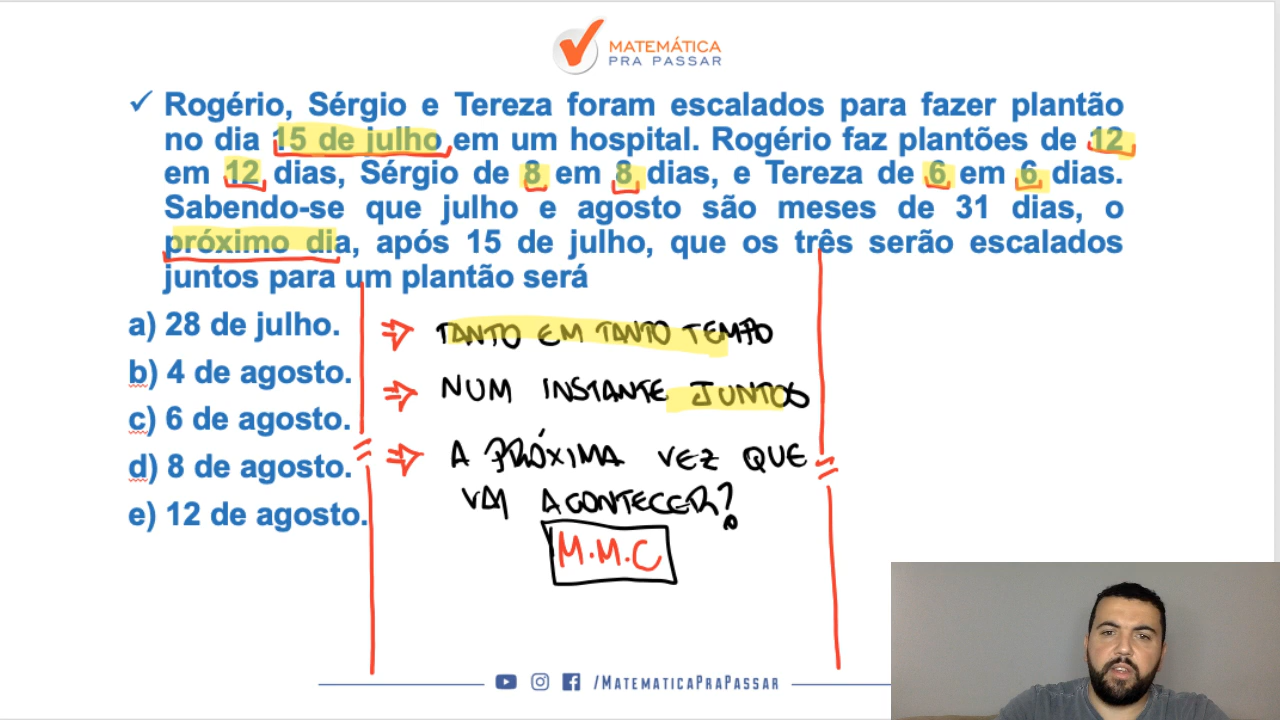 MATEMÁTICA
PRA PASSAR
✓ Rogério, Sérgio e Tereza foram escalados para fazer plantão
no dia 15 de julho em um hospital. Rogério faz plantões de 12
em 12 dias, Sérgio de 8 em 8 dias, e Tereza de 6 em 6 dias.
Sabendo-se que julho e agosto são meses de 31 dias, o
próximo dia, após 15 de julho, que os três serão escalados
juntos para um plantão será
a) 28 de julho.
b) 4 de agosto.
c) 6 de agosto.
d) 8 de agosto.
e) 12 de agosto.
⇒ TANTO EM TANTO TEMPO
⇒ NUM INSTANTE JUNTOS
⇒ A PRÓXIMA VEZ QUE
VAI ACONTECER?
M.M.C
/MATEMATICAPRAPASSAR